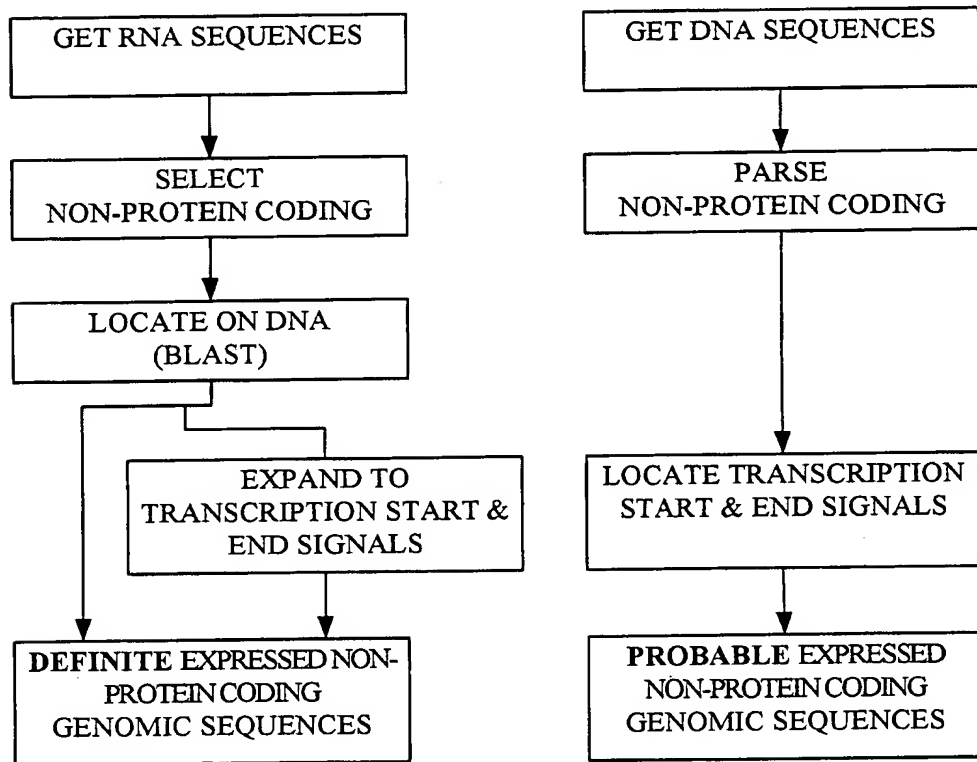 GET RNA SEQUENCES
SELECT
NON-PROTEIN CODING
LOCATE ON DNA
(BLAST)
EXPAND TO
TRANSCRIPTION START &
END SIGNALS
DEFINITE EXPRESSED NON-
PROTEIN CODING
GENOMIC SEQUENCES
GET DNA SEQUENCES
PARSE
NON-PROTEIN CODING
LOCATE TRANSCRIPTION
START & END SIGNALS
PROBABLE EXPRESSED
NON-PROTEIN CODING
GENOMIC SEQUENCES